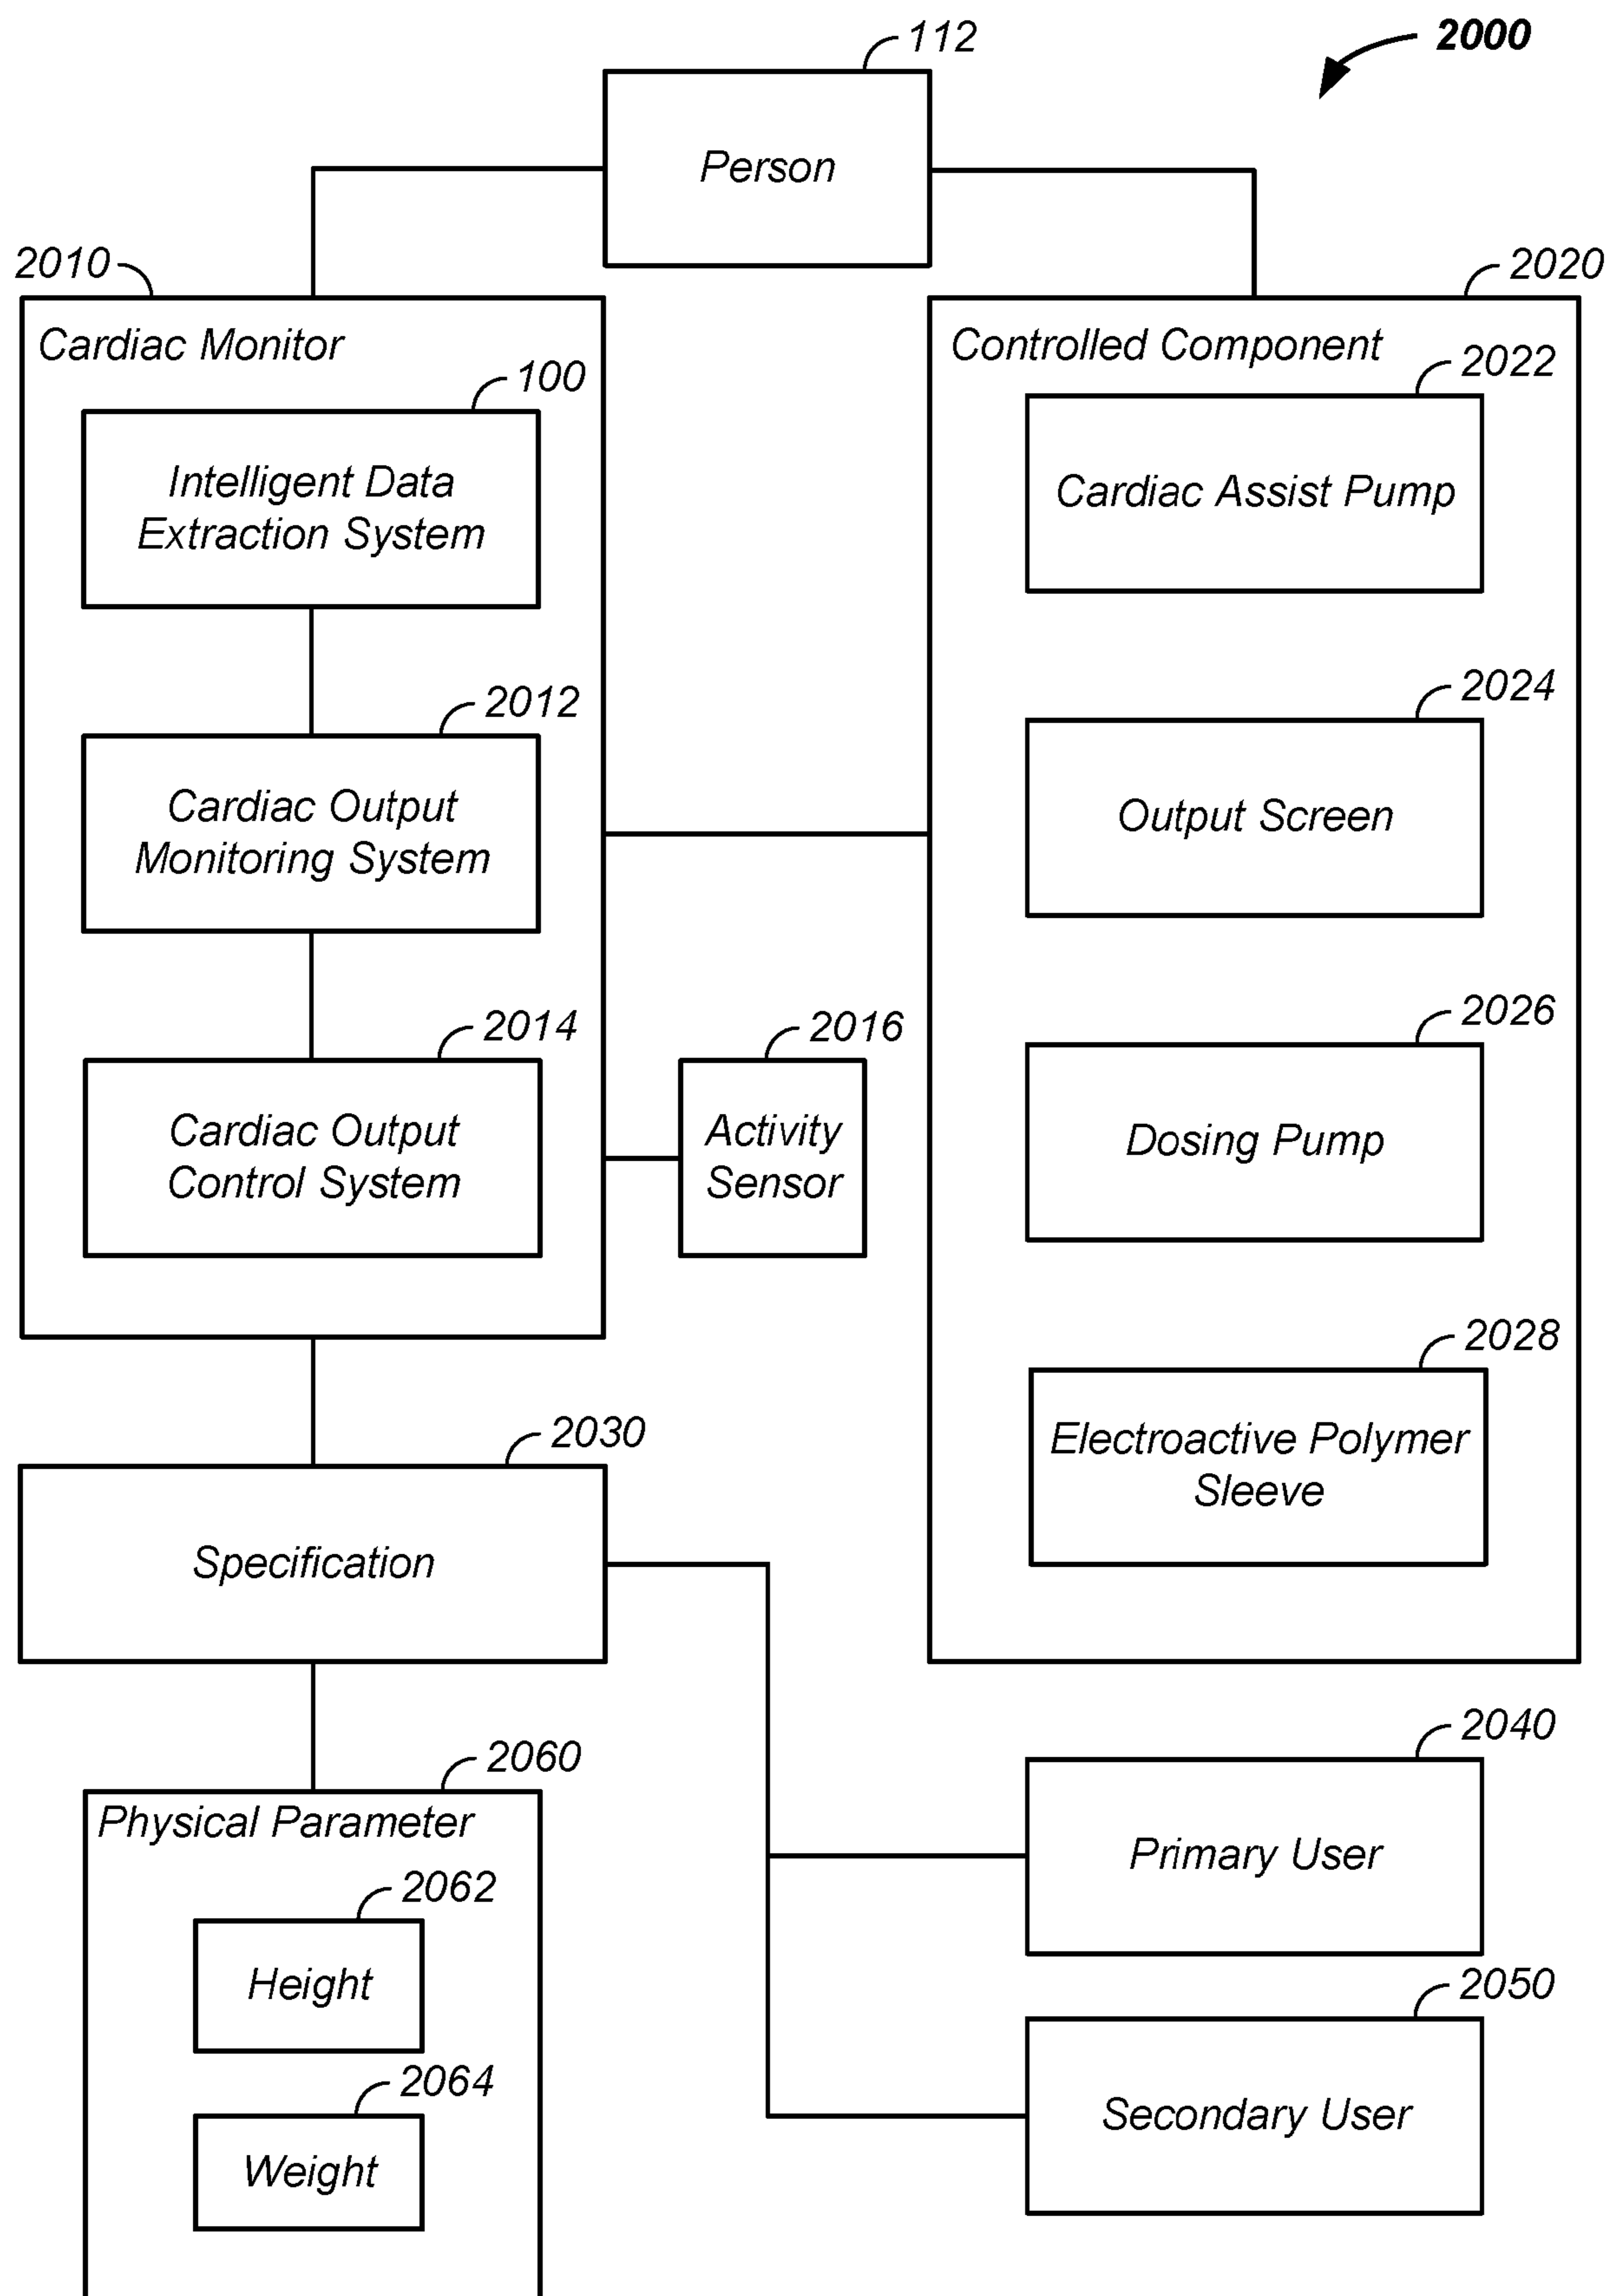 2000
112
Person
2010
Cardiac Monitor
100
Intelligent Data
Extraction System
2012
Cardiac Output
Monitoring System
2014
Cardiac Output
Control System
2016
Activity
Sensor
2020
Controlled Component
2022
Cardiac Assist Pump
2024
Output Screen
2026
Dosing Pump
2028
Electroactive Polymer
Sleeve
2030
Specification
2040
Primary User
2050
Secondary User
2060
Physical Parameter
2062
Height
2064
Weight